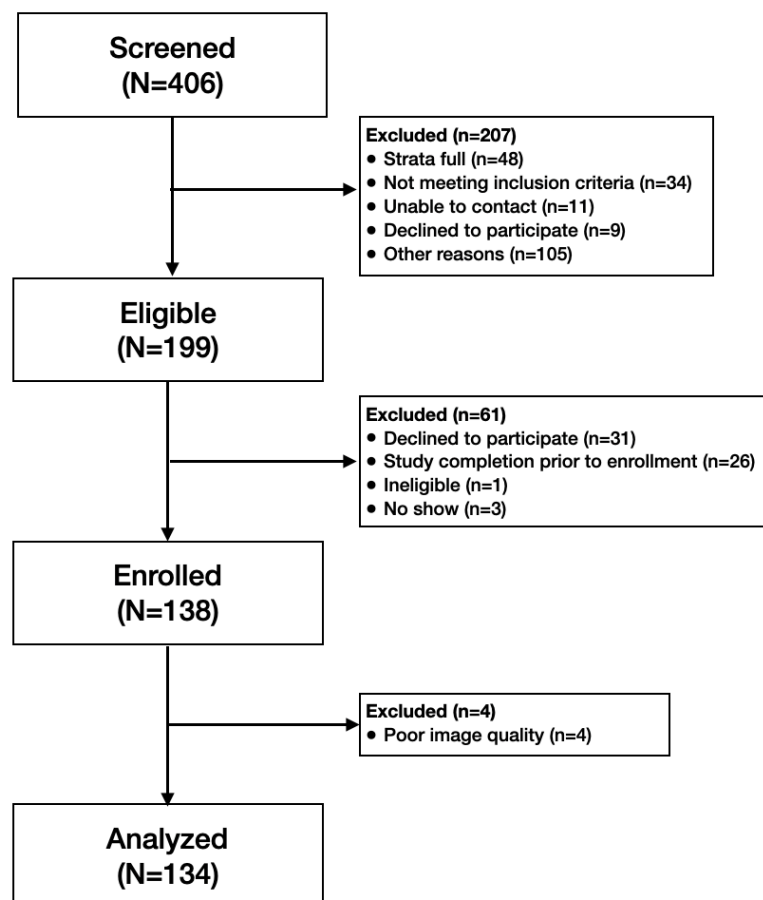 Screened
(N=406)
Excluded (n=207)
● Strata full (n=48)
● Not meeting inclusion criteria (n=34)
● Unable to contact (n=11)
● Declined to participate (n=9)
● Other reasons (n=105)
Eligible
(N=199)
Excluded (n=61)
● Declined to participate (n=31)
● Study completion prior to enrollment (n=26)
● Ineligible (n=1)
● No show (n=3)
Enrolled
(N=138)
Excluded (n=4)
● Poor image quality (n=4)
Analyzed
(N=134)